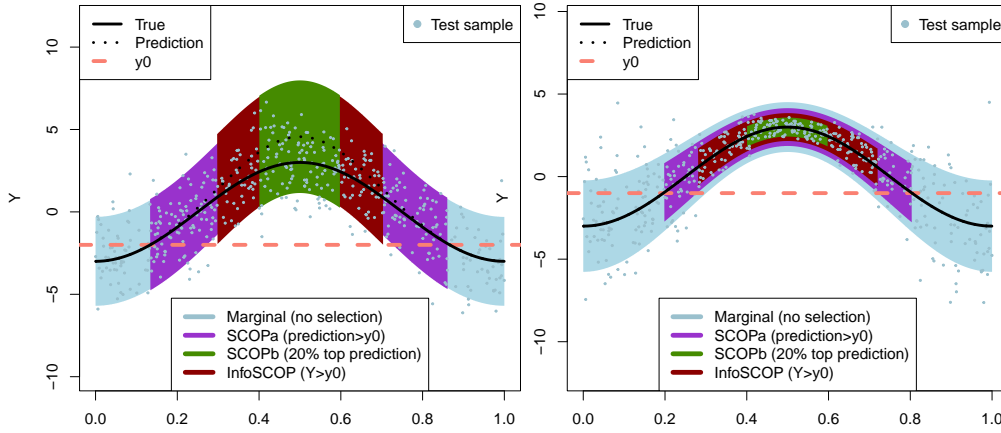 True
Prediction
y0
Test sample
Y
10
5
0
−5
−10
Marginal (no selection)
SCOPa (prediction>y0)
SCOPb (20% top prediction)
InfoSCOP (Y>y0)
0.0 0.2 0.4 0.6 0.8 1.0
True
Prediction
y0
Test sample
Y
10
5
0
−5
−10
Marginal (no selection)
SCOPa (prediction>y0)
SCOPb (20% top prediction)
InfoSCOP (Y>y0)
0.0 0.2 0.4 0.6 0.8 1.0